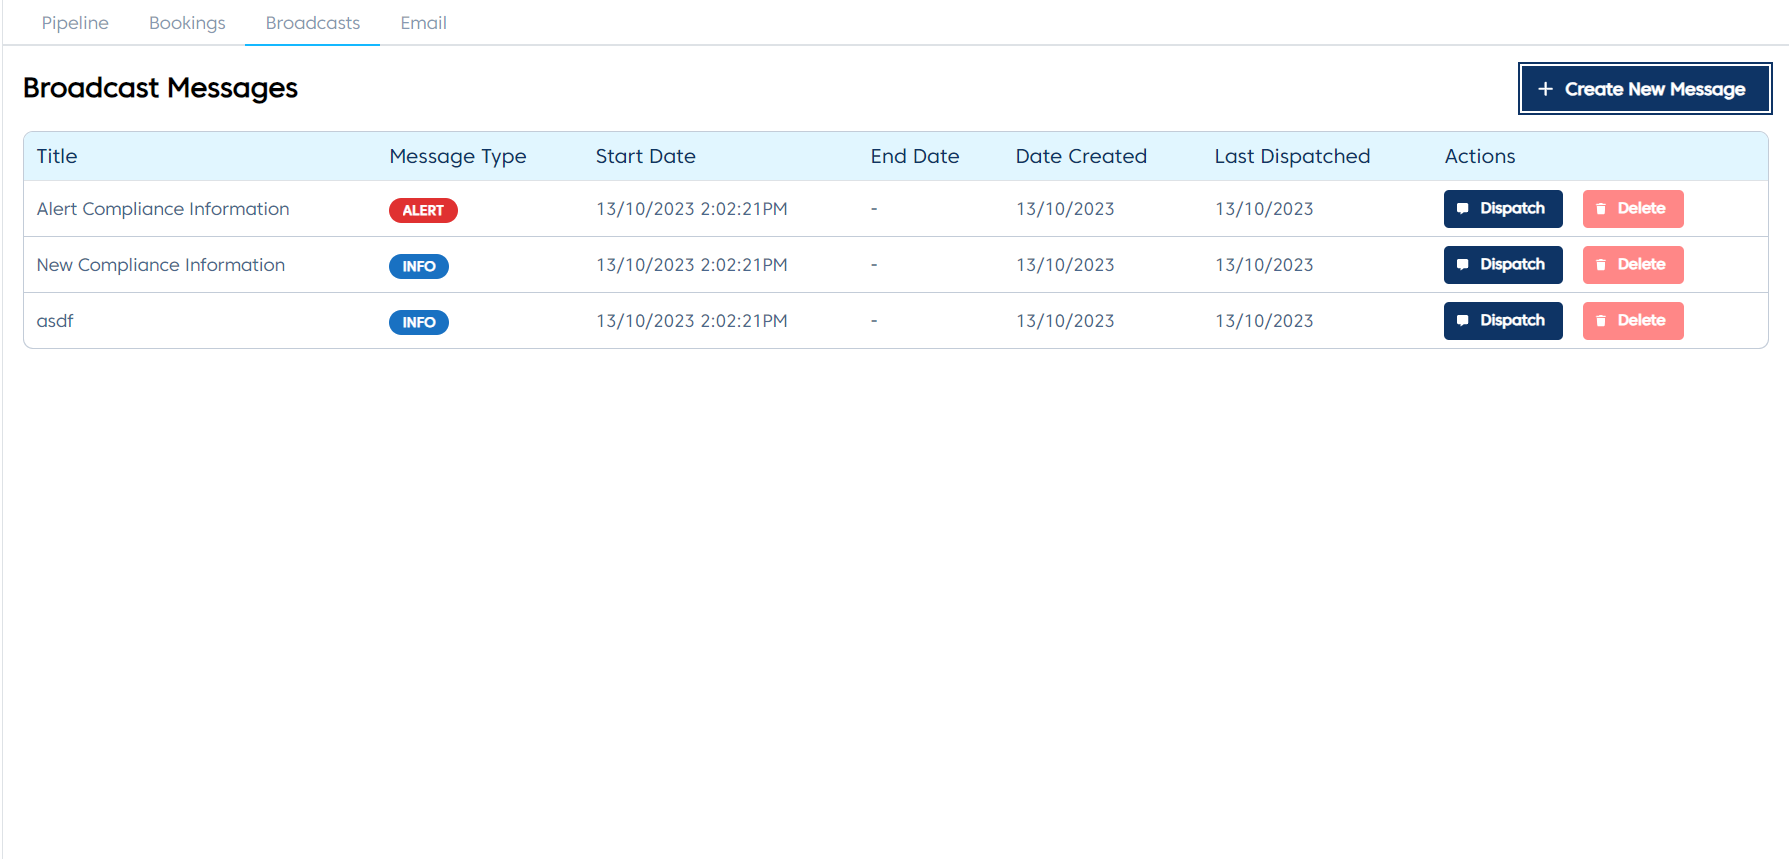 Pipeline Bookings Broadcasts Email
Broadcast Messages
+ Create New Message
Title Message Type Start Date End Date Date Created Last Dispatched Actions
Alert Compliance Information ALERT 13/10/2023 2:02:21PM - 13/10/2023 13/10/2023 Dispatch Delete
New Compliance Information INFO 13/10/2023 2:02:21PM - 13/10/2023 13/10/2023 Dispatch Delete
asdf INFO 13/10/2023 2:02:21PM - 13/10/2023 13/10/2023 Dispatch Delete